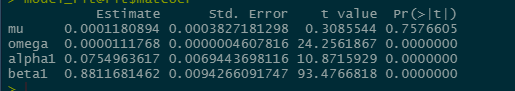 > model_fit@fit$matcoef
Estimate Std. Error t value Pr(>|t|)
mu 0.0001180894 0.0003827181298 0.3085544 0.7576605
omega 0.0000111768 0.0000004607816 24.2561867 0.0000000
alpha1 0.0754963617 0.0069443698116 10.8715929 0.0000000
beta1 0.8811681462 0.0094266091747 93.4766818 0.0000000
>